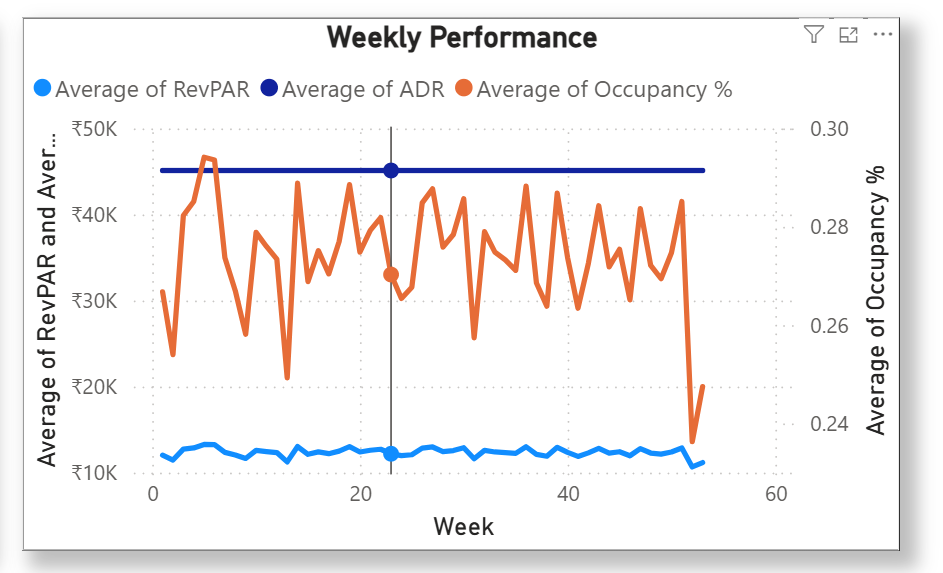 Weekly Performance
Average of RevPAR Average of ADR Average of Occupancy %
Average of RevPAR and Aver...
₹50K
₹40K
₹30K
₹20K
₹10K
0.30
0.28
0.26
0.24
Average of Occupancy %
0 20 40 60
Week